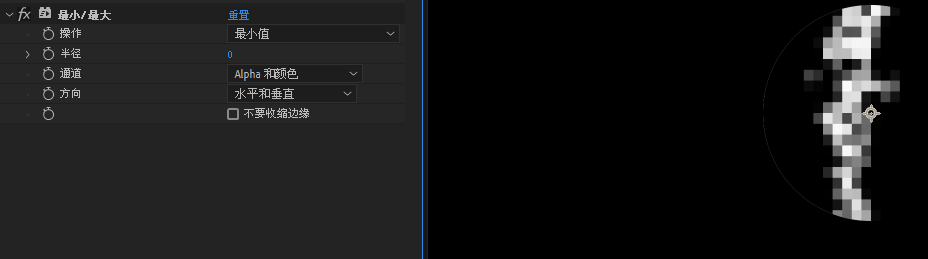 fx 最小/最大 重置
操作 最小值
半径 0
通道 Alpha 和颜色
方向 水平和垂直
不要收缩边缘